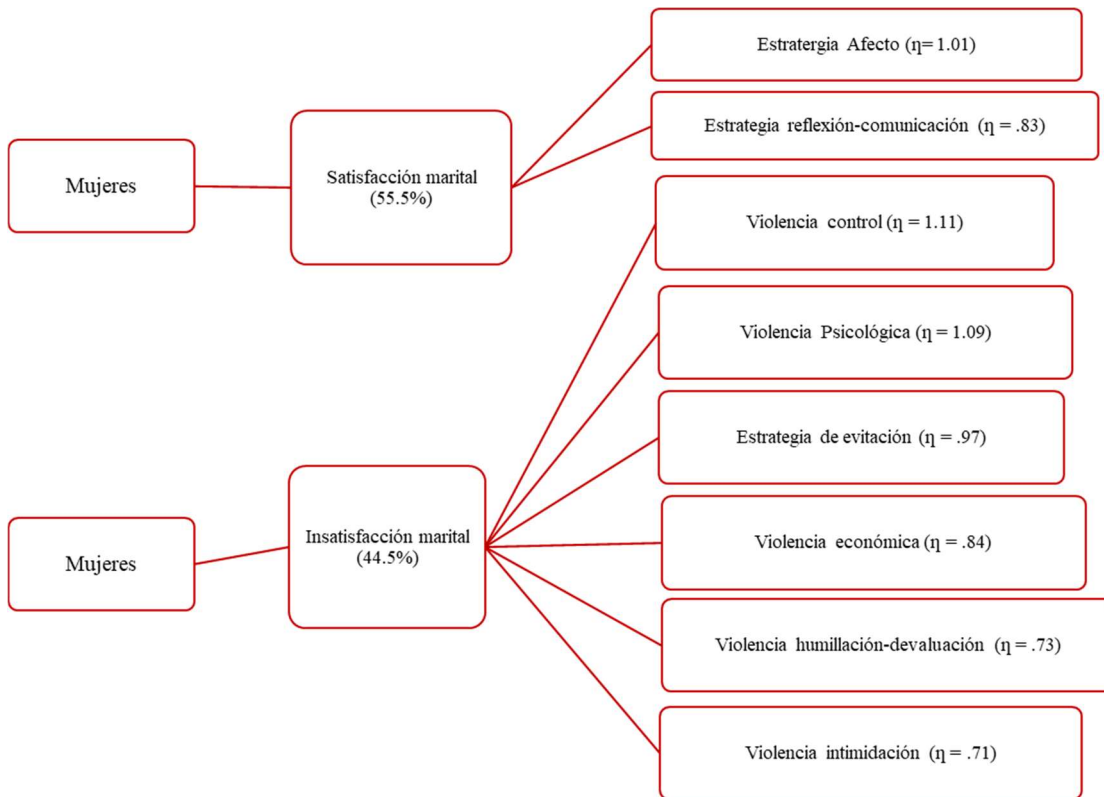 Estratergia Afecto (η= 1.01)
Estrategia reflexión-comunicación (η = .83)
Mujeres
Satisfacción marital
(55.5%)
Violencia control (η = 1.11)
Violencia Psicológica (η = 1.09)
Estrategia de evitación (η = .97)
Mujeres
Insatisfacción marital
(44.5%)
Violencia económica (η = .84)
Violencia humillación-devaluación (η = .73)
Violencia intimidación (η = .71)